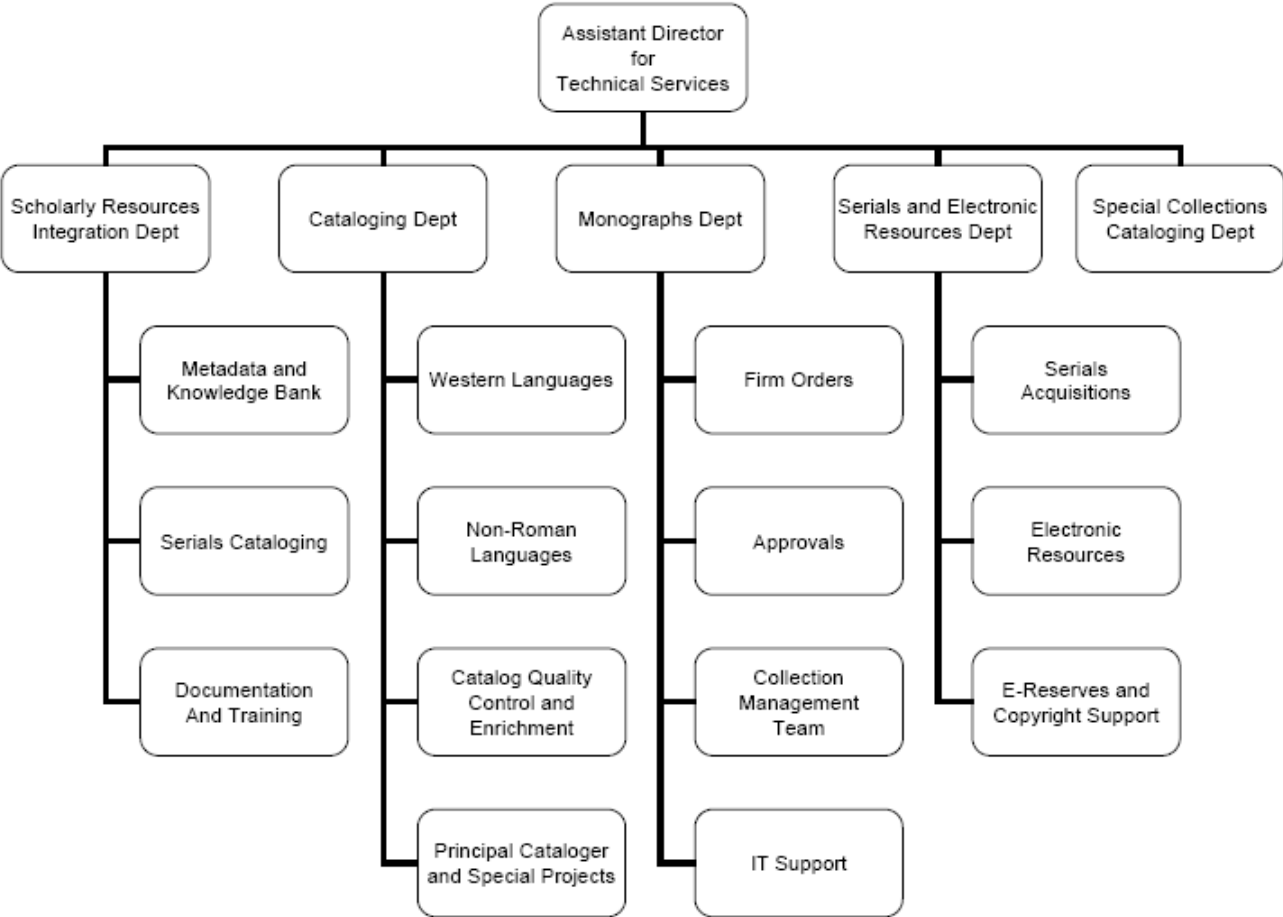 Assistant Director
for
Technical Services
Scholarly Resources
Integration Dept
Cataloging Dept
Monographs Dept
Serials and Electronic
Resources Dept
Special Collections
Cataloging Dept
Metadata and
Knowledge Bank
Western Languages
Firm Orders
Serials
Acquisitions
Serials Cataloging
Non-Roman
Languages
Approvals
Electronic
Resources
Documentation
And Training
Catalog Quality
Control and
Enrichment
Collection
Management
Team
E-Reserves and
Copyright Support
Principal Cataloger
and Special Projects
IT Support